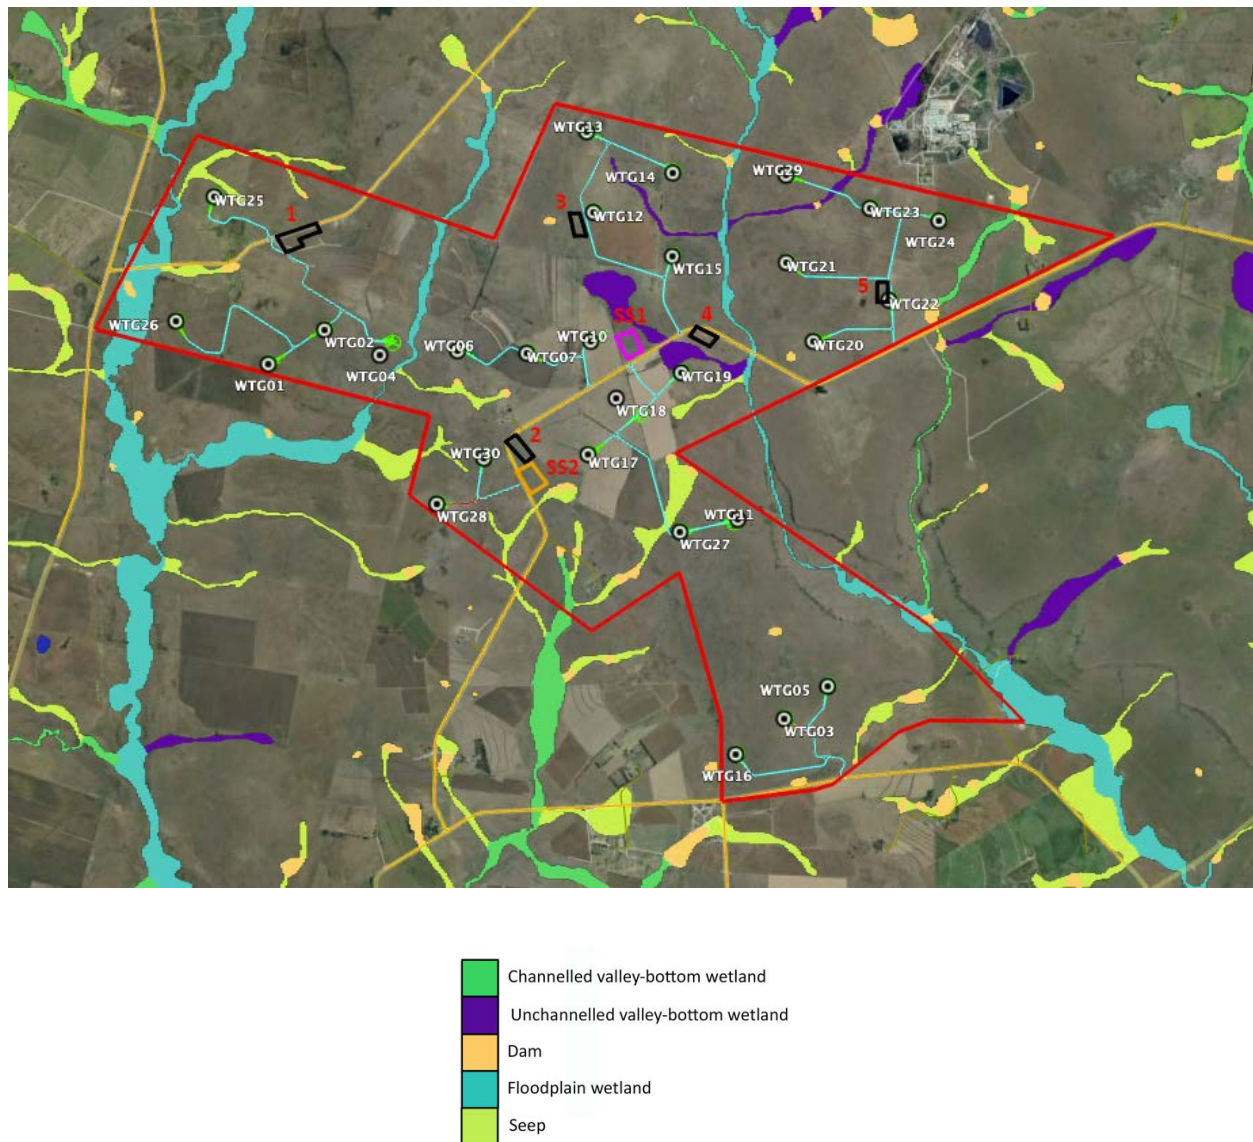 WTG13
WTG14
WTG29
WTG25
1
3
WTG12
WTG23
WTG24
WTG15
WTG21
5
WTG22
WTG26
SS1
4
WTG02
WTG06
WTG10
WTG07
WTG20
WTG04
WTG01
WTG19
WTG18
2
WTG30
SS2
WTG17
WTG28
WTG11
WTG27
WTG05
WTG03
WTG16
Channelled valley-bottom wetland
Unchannelled valley-bottom wetland
Dam
Floodplain wetland
Seep